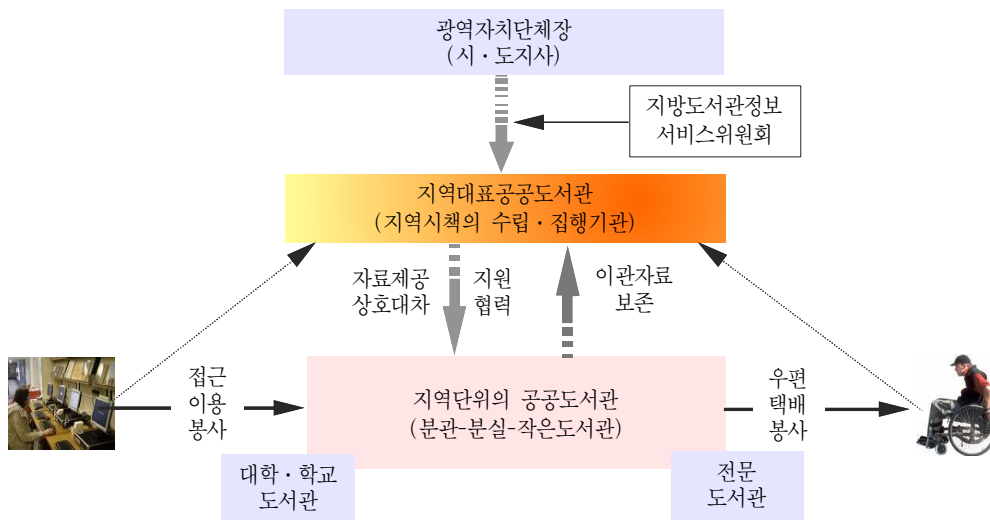 광역자치단체장
(시·도지사)
지방도서관정보
서비스위원회
지역대표공공도서관
(지역시책의 수립·집행기관)
자료제공
상호대차
지원
협력
이관자료
보존
접근
이용
봉사
지역단위의 공공도서관
(분관-분실-작은도서관)
우편
택배
봉사
대학·학교
도서관
전문
도서관